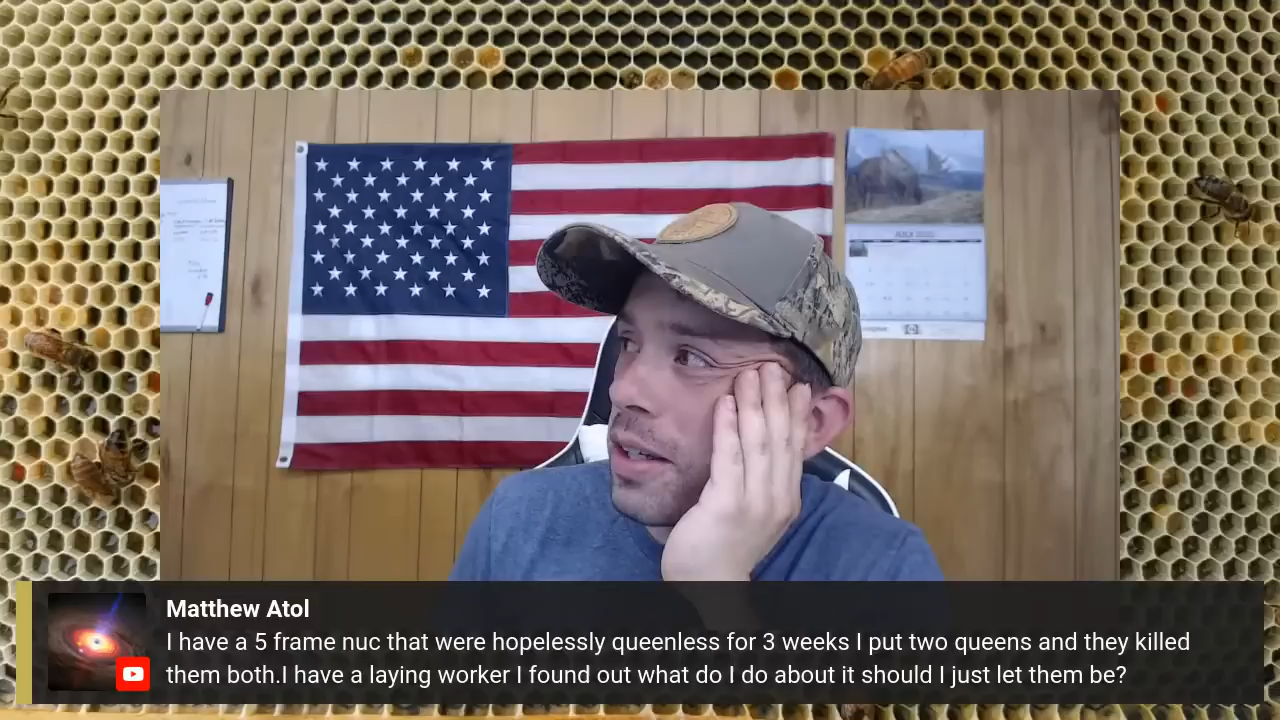 Matthew Atol
I have a 5 frame nuc that were hopelessly queenless for 3 weeks I put two queens and they killed
them both.I have a laying worker I found out what do I do about it should I just let them be?